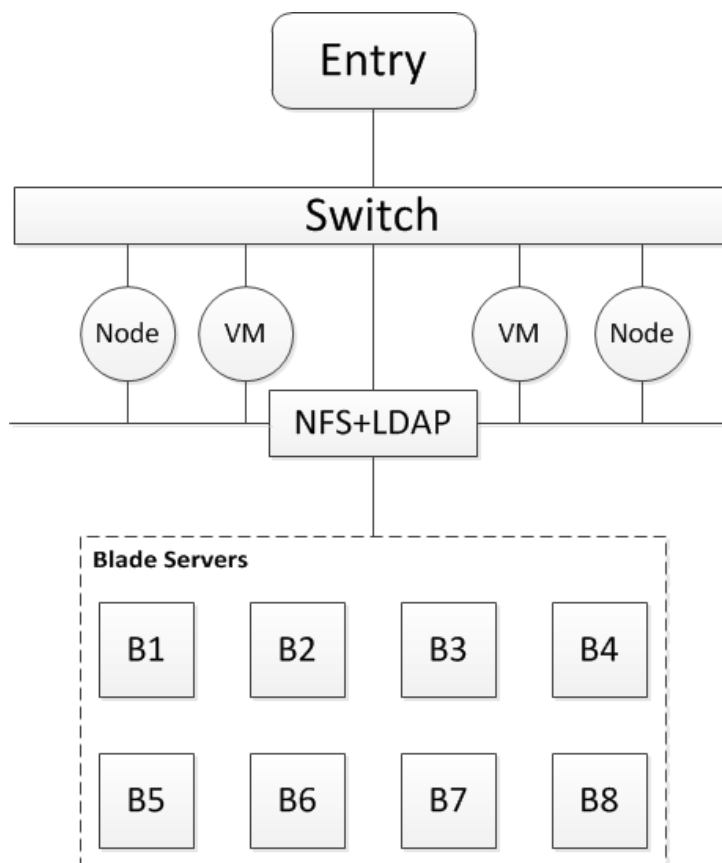 Entry
Switch
Node VM VM Node
NFS+LDAP
Blade Servers
B1 B2 B3 B4
B5 B6 B7 B8